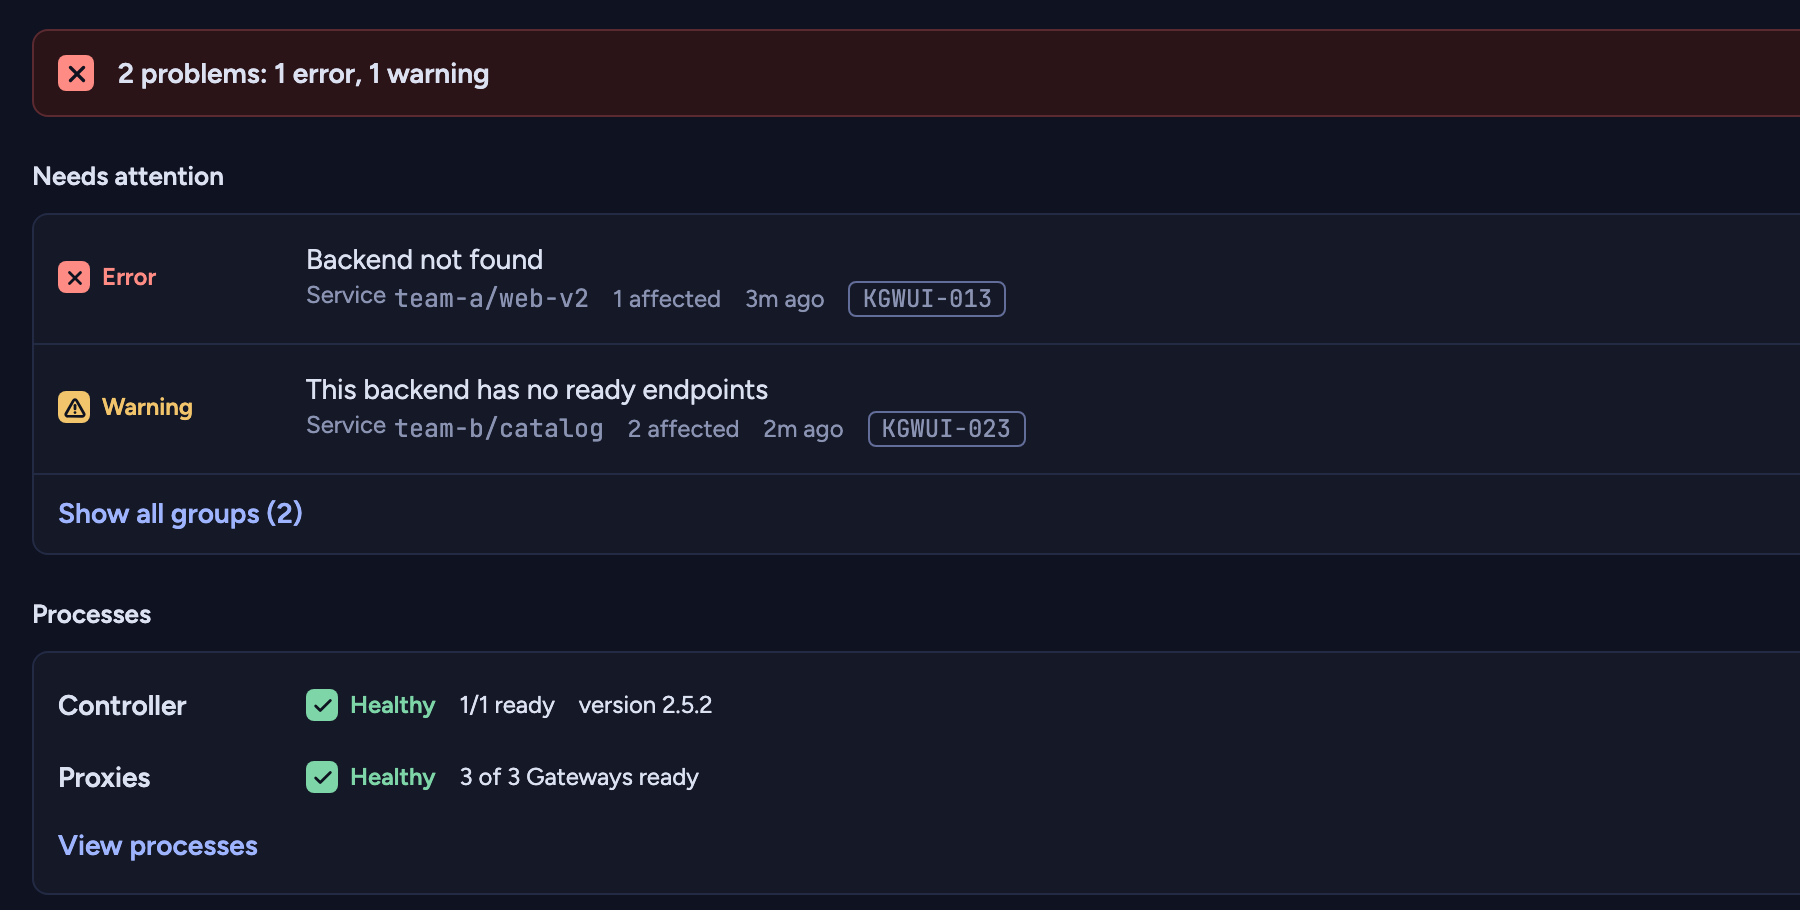 2 problems: 1 error, 1 warning
Needs attention
Error
Backend not found
Service team-a/web-v2 1 affected 3m ago KGWUI-013
Warning
This backend has no ready endpoints
Service team-b/catalog 2 affected 2m ago KGWUI-023
Show all groups (2)
Processes
Controller Healthy 1/1 ready version 2.5.2
Proxies Healthy 3 of 3 Gateways ready
View processes